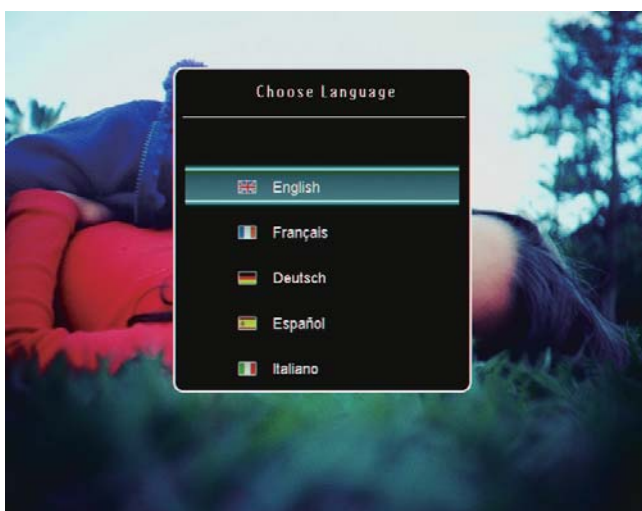 Choose Language
English
Français
Deutsch
Español
Italiano